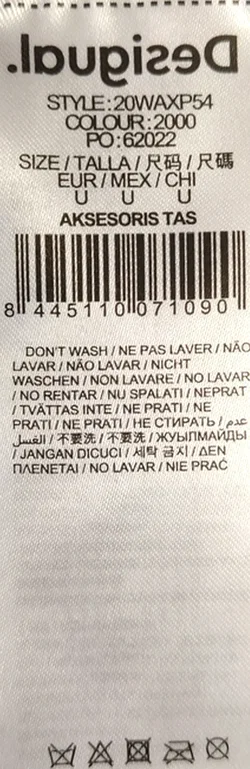 Desigual.
STYLE:20WAXP54
COLOUR:2000
PO:62022
SIZE / TALLA / 尺码 / 尺碼
EUR / MEX / CHI
U U U
AKSESORIS TAS
8 445110 071090
DON'T WASH / NE PAS LAVER / NÃO
LAVAR / NÃO LAVAR / NICHT
WASCHEN / NON LAVARE / NO LAVAR
/ NO RENTAR / NU SPALATI / NEPRAT
/ TVÄTTAS INTE / NE PRATI / NE
PRATI / NE PRATI / НЕ СТИРАТЬ / عدم
الغسل / 不要洗 / 不要洗 / ЖУЫЛМАЙДЫ
/ JANGAN DICUCI / 세탁 금지 / ΔΕΝ
ΠΛΕΝΕΤΑΙ / NO LAVAR / NIE PRAĆ